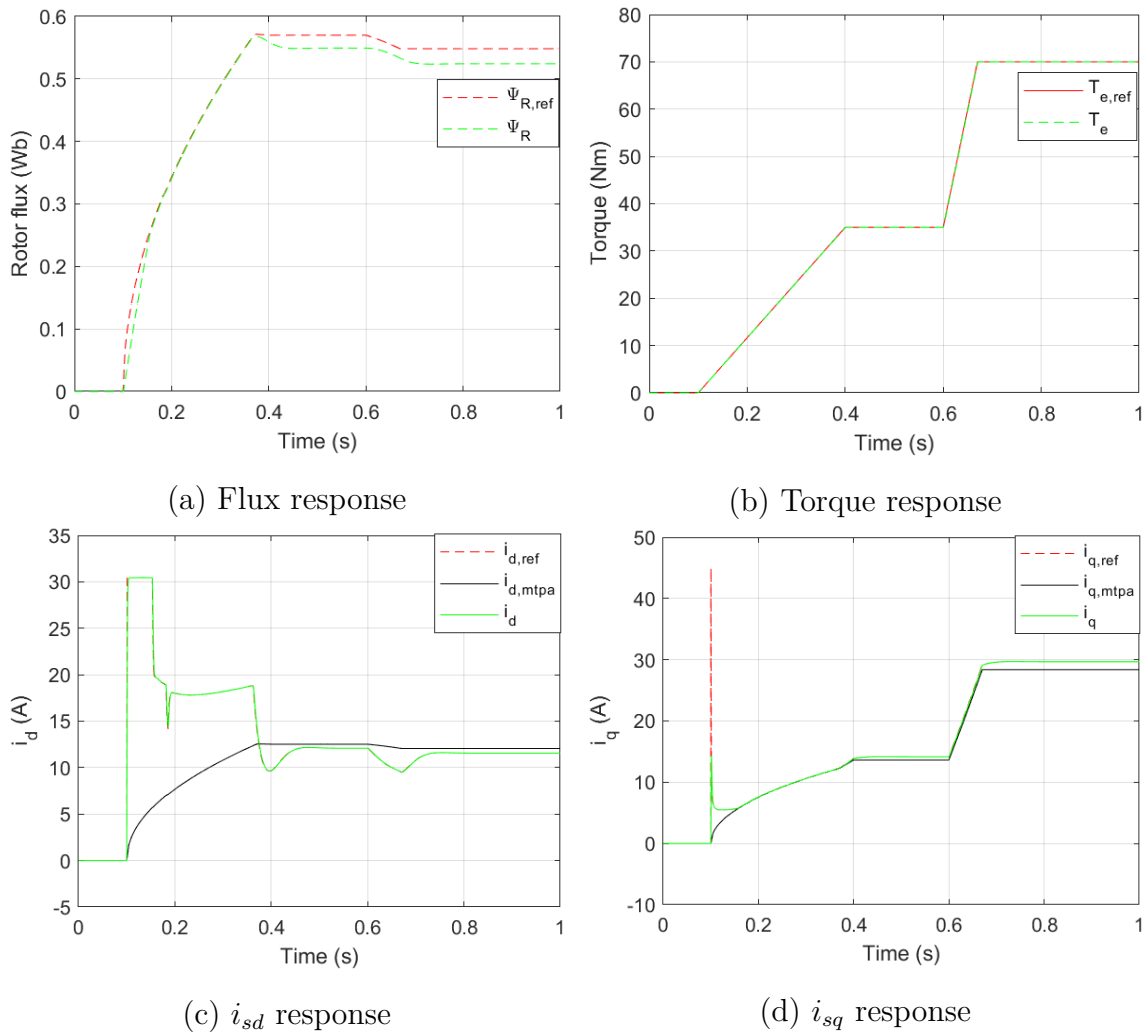 0.6
0.5
0.4
0.3
0.2
0.1
0
Rotor flux (Wb)
Ψ_R,ref
Ψ_R
0 0.2 0.4 0.6 0.8 1
Time (s)
(a) Flux response
80
70
60
50
40
30
20
10
0
Torque (Nm)
T_e,ref
T_e
0 0.2 0.4 0.6 0.8 1
Time (s)
(b) Torque response
35
30
25
20
15
10
5
0
-5
i_d (A)
i_d,ref
i_d,mtpa
i_d
0 0.2 0.4 0.6 0.8 1
Time (s)
(c) i_sd response
50
40
30
20
10
0
-10
i_q (A)
i_q,ref
i_q,mtpa
i_q
0 0.2 0.4 0.6 0.8 1
Time (s)
(d) i_sq response